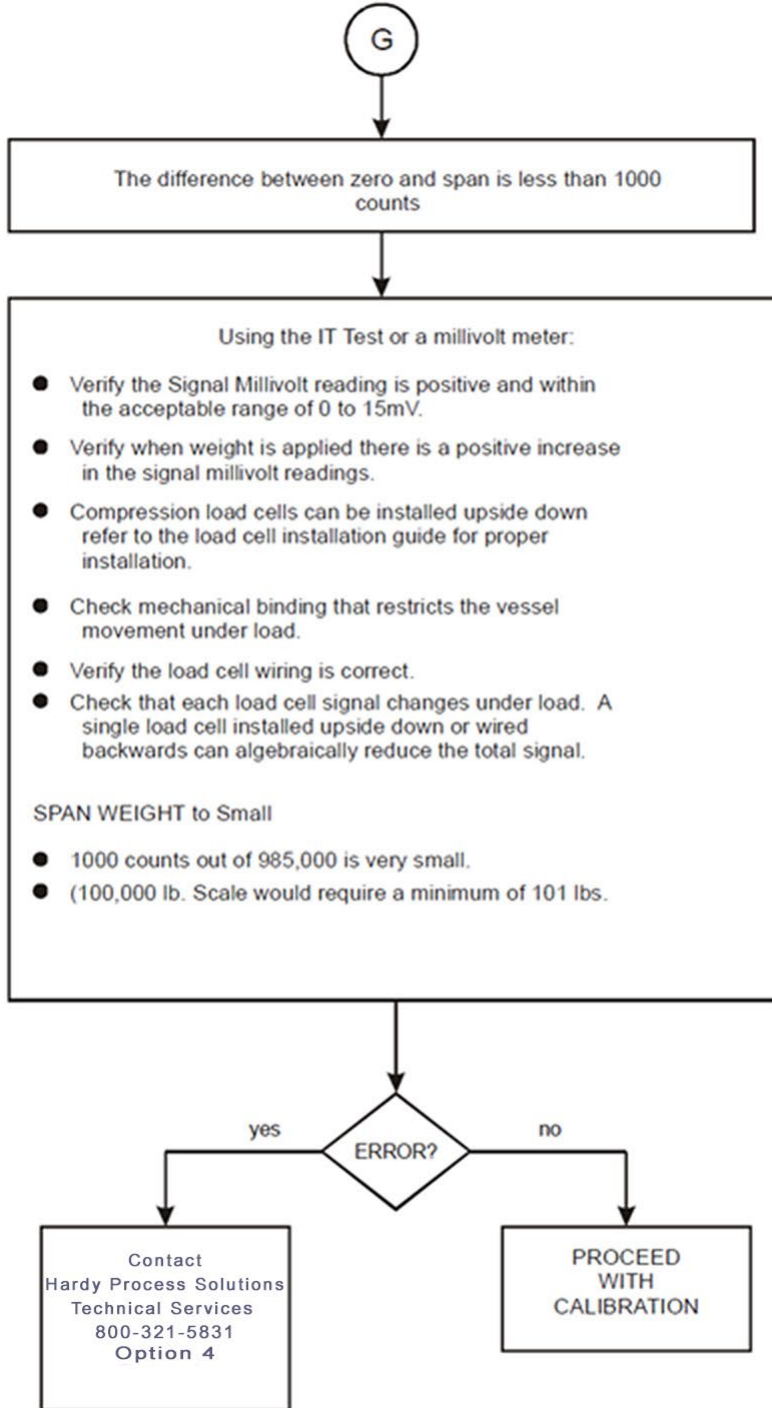 G
The difference between zero and span is less than 1000
counts
Using the IT Test or a millivolt meter:
● Verify the Signal Millivolt reading is positive and within
the acceptable range of 0 to 15mV.
● Verify when weight is applied there is a positive increase
in the signal millivolt readings.
● Compression load cells can be installed upside down
refer to the load cell installation guide for proper
installation.
● Check mechanical binding that restricts the vessel
movement under load.
● Verify the load cell wiring is correct.
● Check that each load cell signal changes under load. A
single load cell installed upside down or wired
backwards can algebraically reduce the total signal.
SPAN WEIGHT to Small
● 1000 counts out of 985,000 is very small.
● (100,000 lb. Scale would require a minimum of 101 lbs.
yes
ERROR?
no
Contact
Hardy Process Solutions
Technical Services
800-321-5831
Option 4
PROCEED
WITH
CALIBRATION